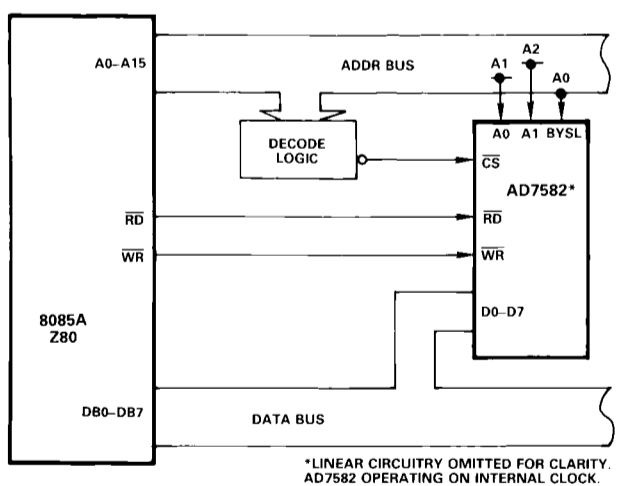 A0–A15
ADDR BUS
A1
A2
A0
A0 A1 BYSL
DECODE
LOGIC
CS
AD7582*
RD
RD
WR
WR
8085A
Z80
D0–D7
DB0–DB7
DATA BUS
*LINEAR CIRCUITRY OMITTED FOR CLARITY.
AD7582 OPERATING ON INTERNAL CLOCK.